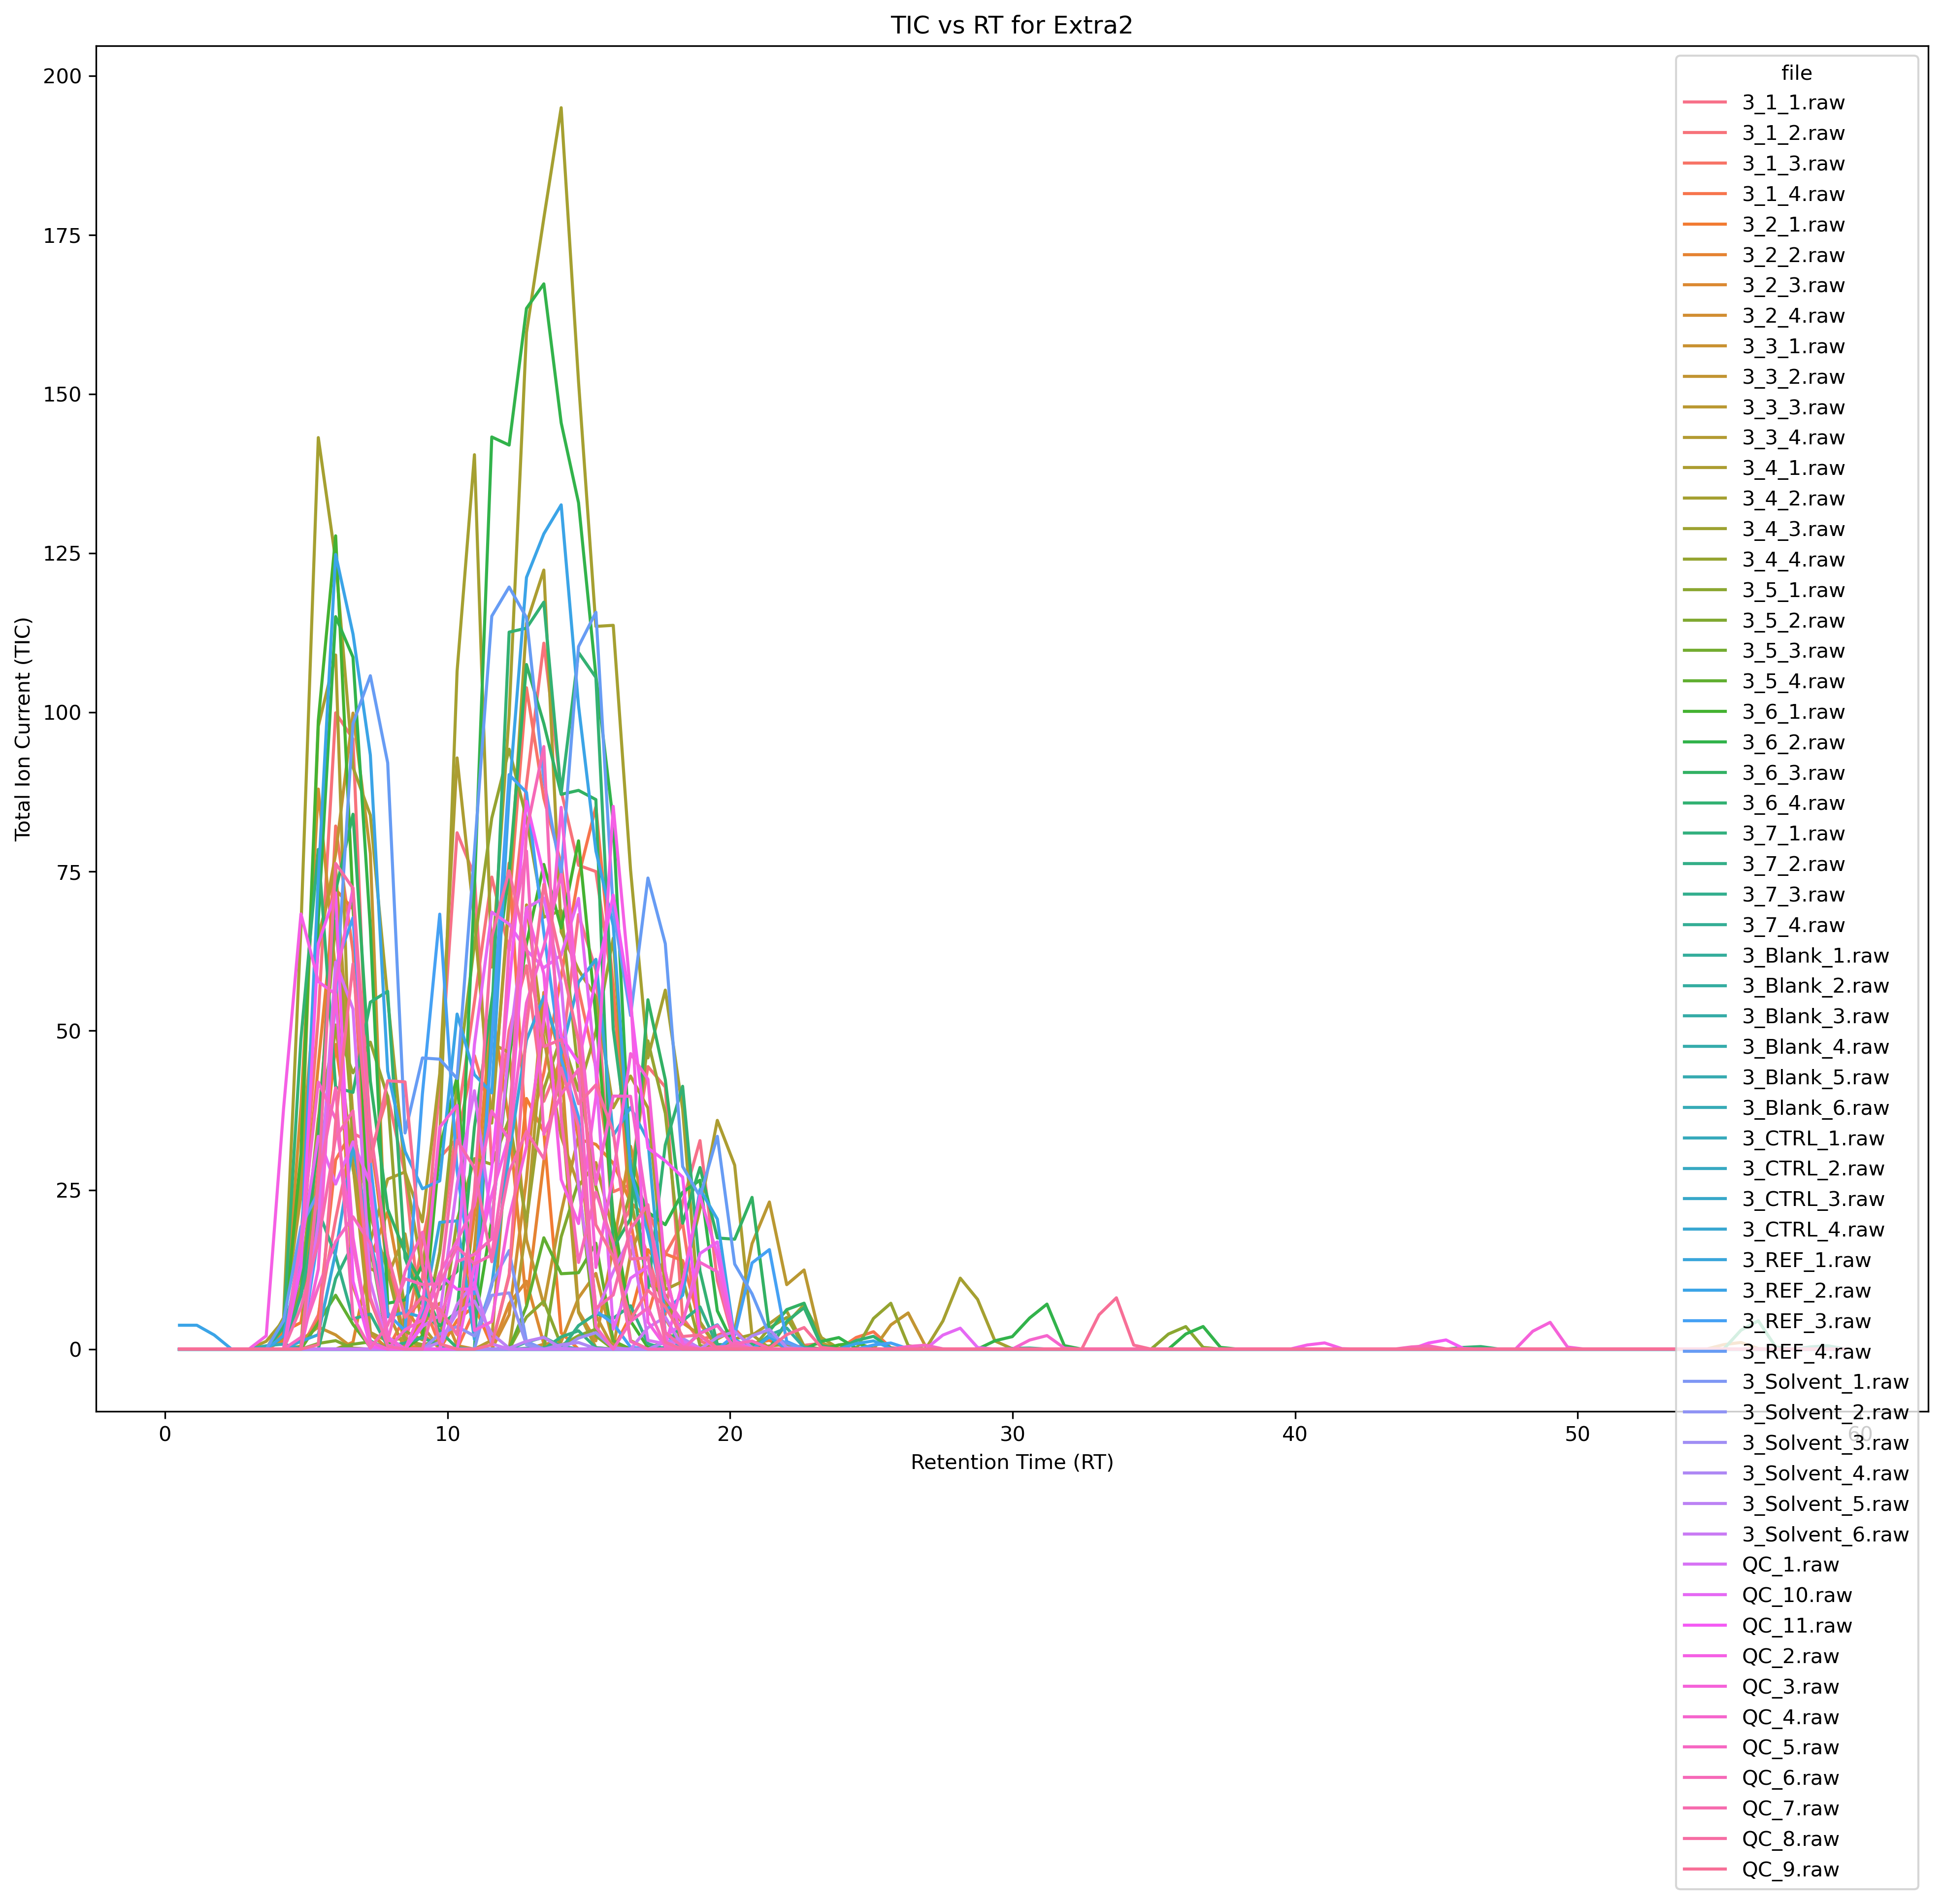 TIC vs RT for Extra2
200
175
150
125
100
75
50
25
0
Total Ion Current (TIC)
0
10
20
30
40
50
60
Retention Time (RT)
file
3_1_1.raw
3_1_2.raw
3_1_3.raw
3_1_4.raw
3_2_1.raw
3_2_2.raw
3_2_3.raw
3_2_4.raw
3_3_1.raw
3_3_2.raw
3_3_3.raw
3_3_4.raw
3_4_1.raw
3_4_2.raw
3_4_3.raw
3_4_4.raw
3_5_1.raw
3_5_2.raw
3_5_3.raw
3_5_4.raw
3_6_1.raw
3_6_2.raw
3_6_3.raw
3_6_4.raw
3_7_1.raw
3_7_2.raw
3_7_3.raw
3_7_4.raw
3_Blank_1.raw
3_Blank_2.raw
3_Blank_3.raw
3_Blank_4.raw
3_Blank_5.raw
3_Blank_6.raw
3_CTRL_1.raw
3_CTRL_2.raw
3_CTRL_3.raw
3_CTRL_4.raw
3_REF_1.raw
3_REF_2.raw
3_REF_3.raw
3_REF_4.raw
3_Solvent_1.raw
3_Solvent_2.raw
3_Solvent_3.raw
3_Solvent_4.raw
3_Solvent_5.raw
3_Solvent_6.raw
QC_1.raw
QC_10.raw
QC_11.raw
QC_2.raw
QC_3.raw
QC_4.raw
QC_5.raw
QC_6.raw
QC_7.raw
QC_8.raw
QC_9.raw